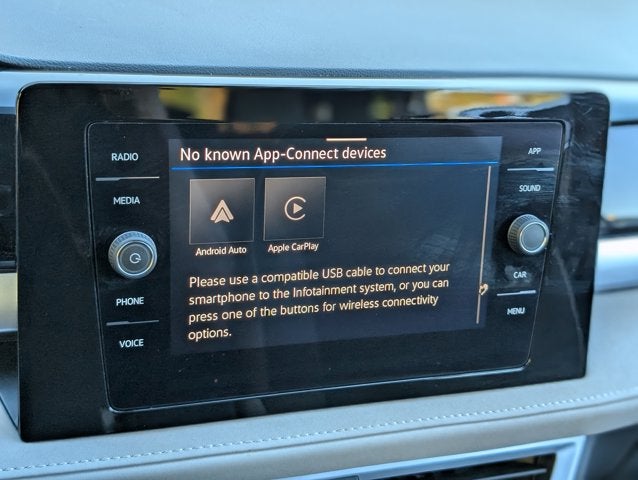 RADIO
MEDIA
PHONE
VOICE
No known App-Connect devices
Android Auto
Apple CarPlay
Please use a compatible USB cable to connect your
smartphone to the Infotainment system, or you can
press one of the buttons for wireless connectivity
options.
APP
SOUND
CAR
MENU